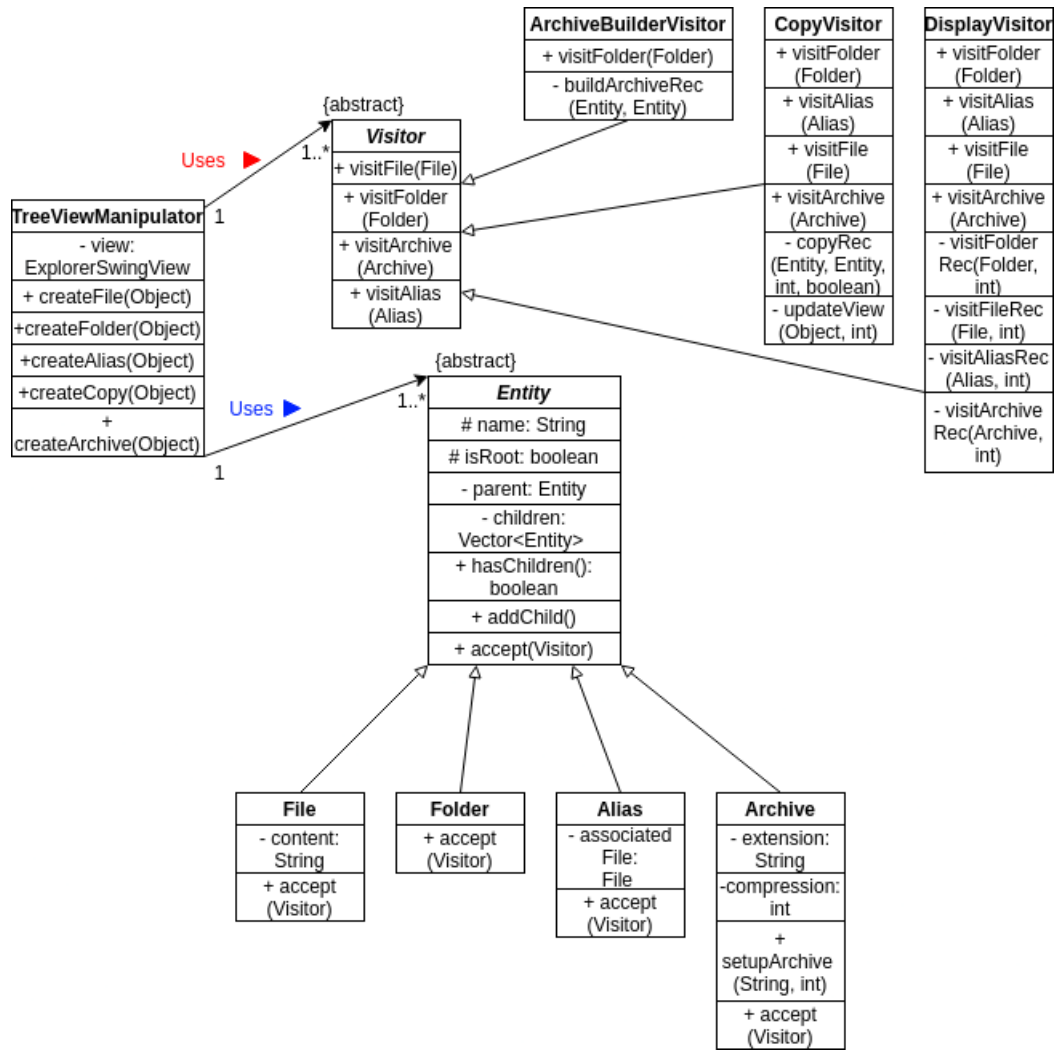 ArchiveBuilderVisitor
+ visitFolder(Folder)
- buildArchiveRec
(Entity, Entity)
CopyVisitor
+ visitFolder
(Folder)
+ visitAlias
(Alias)
+ visitFile
(File)
+ visitArchive
(Archive)
- copyRec
(Entity, Entity,
int, boolean)
- updateView
(Object, int)
DisplayVisitor
+ visitFolder
(Folder)
+ visitAlias
(Alias)
+ visitFile
(File)
+ visitArchive
(Archive)
- visitFolder
Rec(Folder,
int)
- visitFileRec
(File, int)
- visitAliasRec
(Alias, int)
- visitArchive
Rec(Archive,
int)
{abstract}
Visitor
+ visitFile(File)
+ visitFolder
(Folder)
+ visitArchive
(Archive)
+ visitAlias
(Alias)
Uses
1..*
1
TreeViewManipulator
- view:
ExplorerSwingView
+ createFile(Object)
+createFolder(Object)
+createAlias(Object)
+createCopy(Object)
+
createArchive(Object)
Uses
1..*
1
{abstract}
Entity
# name: String
# isRoot: boolean
- parent: Entity
- children:
Vector<Entity>
+ hasChildren():
boolean
+ addChild()
+ accept(Visitor)
File
- content:
String
+ accept
(Visitor)
Folder
+ accept
(Visitor)
Alias
- associated
File:
File
+ accept
(Visitor)
Archive
- extension:
String
-compression:
int
+
setupArchive
(String, int)
+ accept
(Visitor)